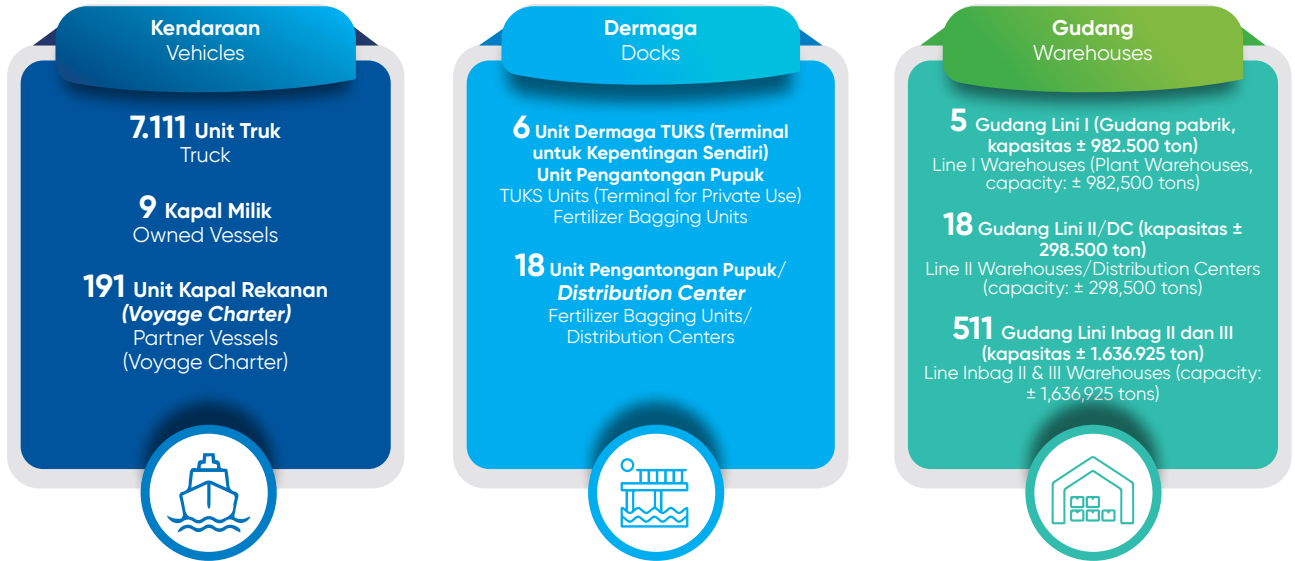 Kendaraan
Vehicles
7.111 Unit Truk
Truck
9 Kapal Milik
Owned Vessels
191 Unit Kapal Rekanan
(Voyage Charter)
Partner Vessels
(Voyage Charter)
Dermaga
Docks
6 Unit Dermaga TUKS (Terminal
untuk Kepentingan Sendiri)
Unit Pengantongan Pupuk
TUKS Units (Terminal for Private Use)
Fertilizer Bagging Units
18 Unit Pengantongan Pupuk/
Distribution Center
Fertilizer Bagging Units/
Distribution Centers
Gudang
Warehouses
5 Gudang Lini I (Gudang pabrik,
kapasitas ± 982.500 ton)
Line I Warehouses (Plant Warehouses,
capacity: ± 982,500 tons)
18 Gudang Lini II/DC (kapasitas ±
298.500 ton)
Line II Warehouses/Distribution Centers
(capacity: ± 298,500 tons)
511 Gudang Lini Inbag II dan III
(kapasitas ± 1.636.925 ton)
Line Inbag II & III Warehouses (capacity:
± 1,636,925 tons)